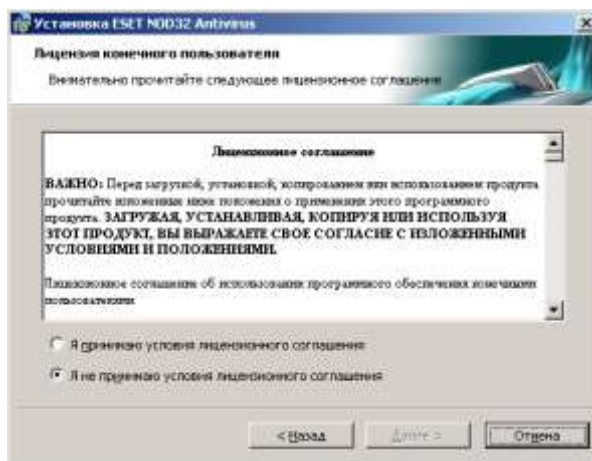 Установка ESET NOD32 Antivirus
Лицензия конечного пользователя
Внимательно прочитайте следующее лицензионное соглашение
Лицензионное соглашение
ВАЖНО: Перед загрузкой, установкой, копированием или использованием продукта
прочитайте изложенные ниже положения о применении этого программного
продукта. ЗАГРУЖАЯ, УСТАНАВЛИВАЯ, КОПИРУЯ ИЛИ ИСПОЛЬЗУЯ
ЭТОТ ПРОДУКТ, ВЫ ВЫРАЖАЕТЕ СВОЕ СОГЛАСИЕ С ИЗЛОЖЕННЫМИ
УСЛОВИЯМИ И ПОЛОЖЕНИЯМИ.
Лицензионное соглашение об использовании программного обеспечения конечными
пользователями
Я принимаю условия лицензионного соглашения
Я не принимаю условия лицензионного соглашения
< Назад
Далее >
Отмена